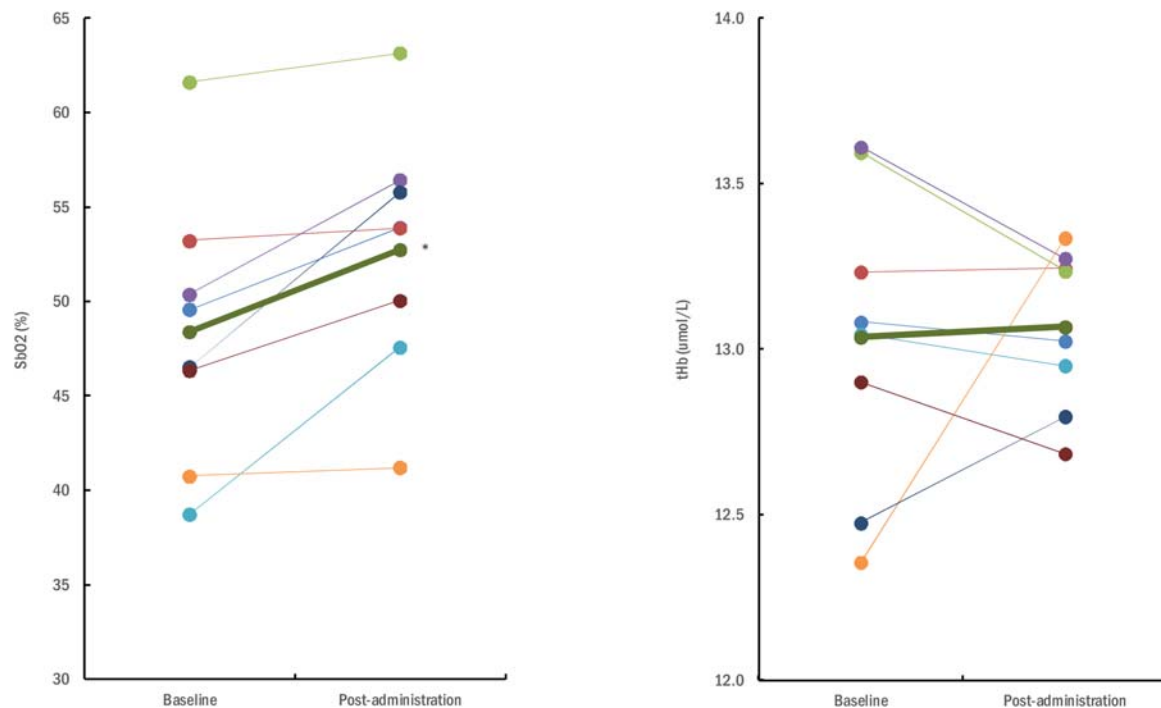 65
60
55
50
45
40
35
30
SbO2 (%)
*
Baseline
Post-administration
14.0
13.5
13.0
12.5
12.0
tHb (umol/L)
Baseline
Post-administration